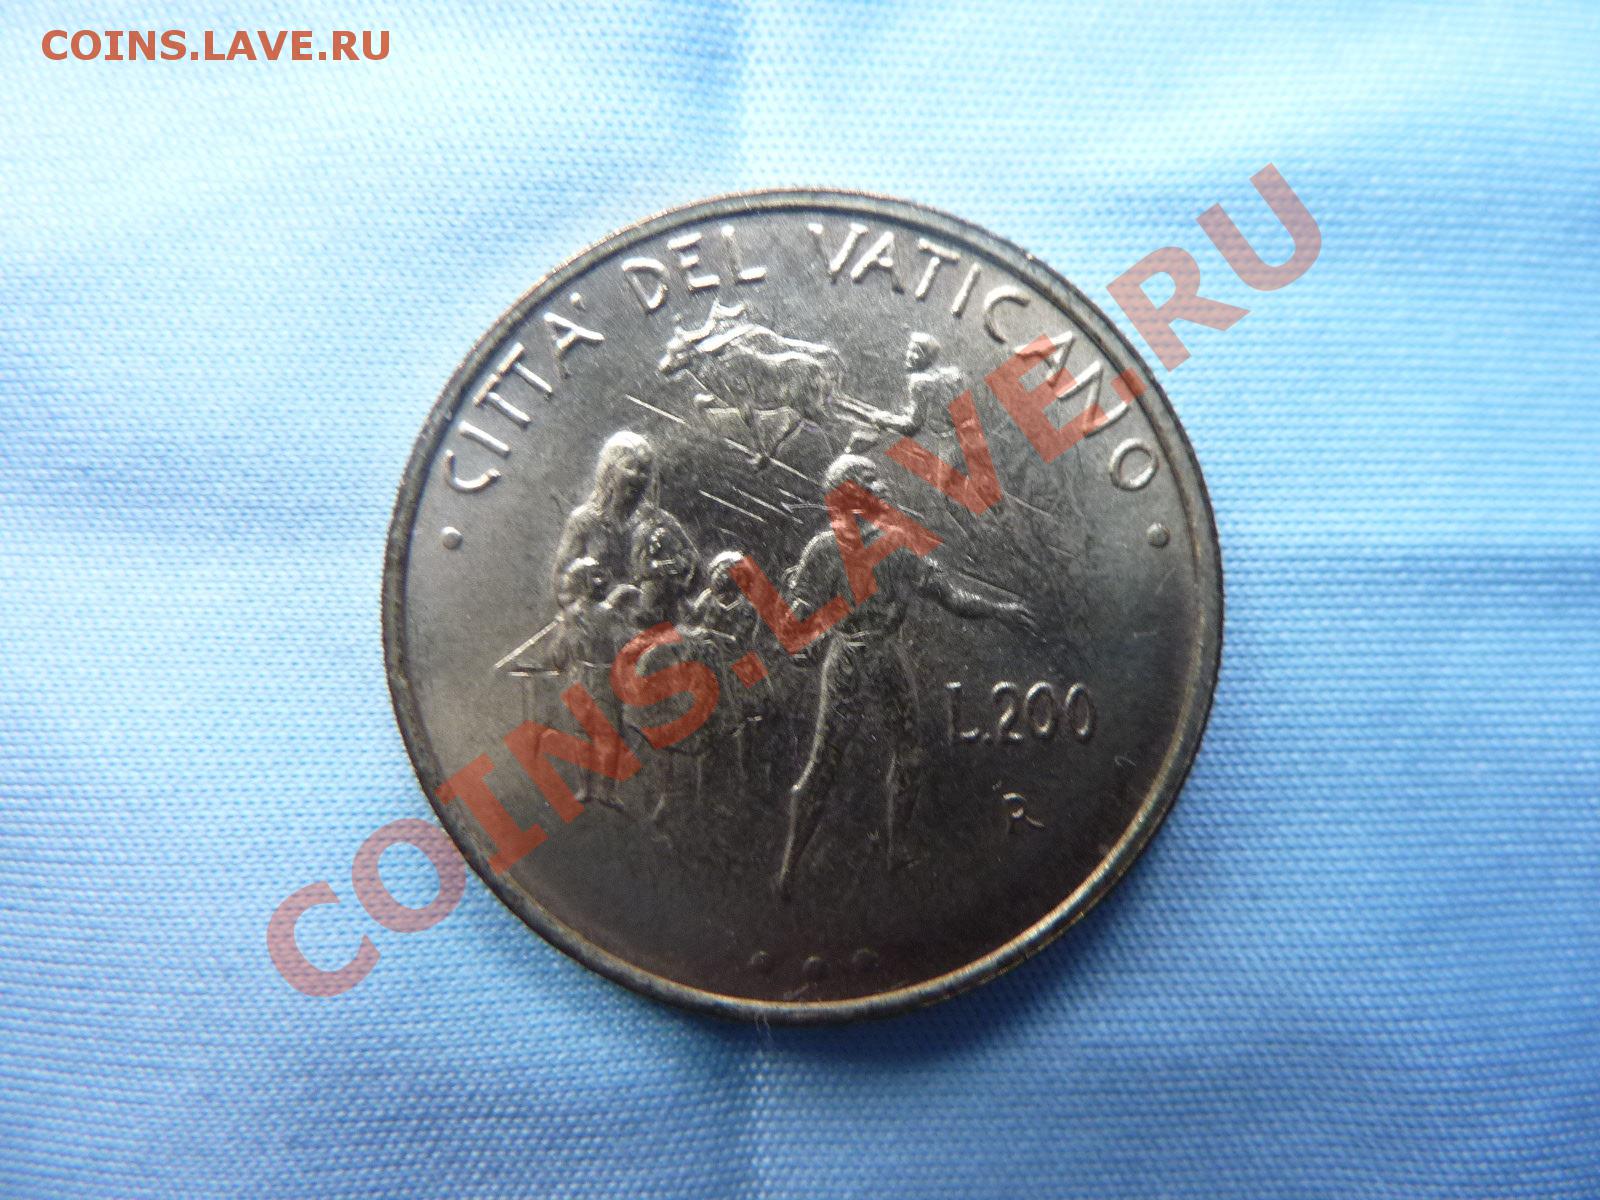 COINS.LAVE.RU
· CITTA' DEL VATICANO ·
L.200
R
COINS.LAVE.RU